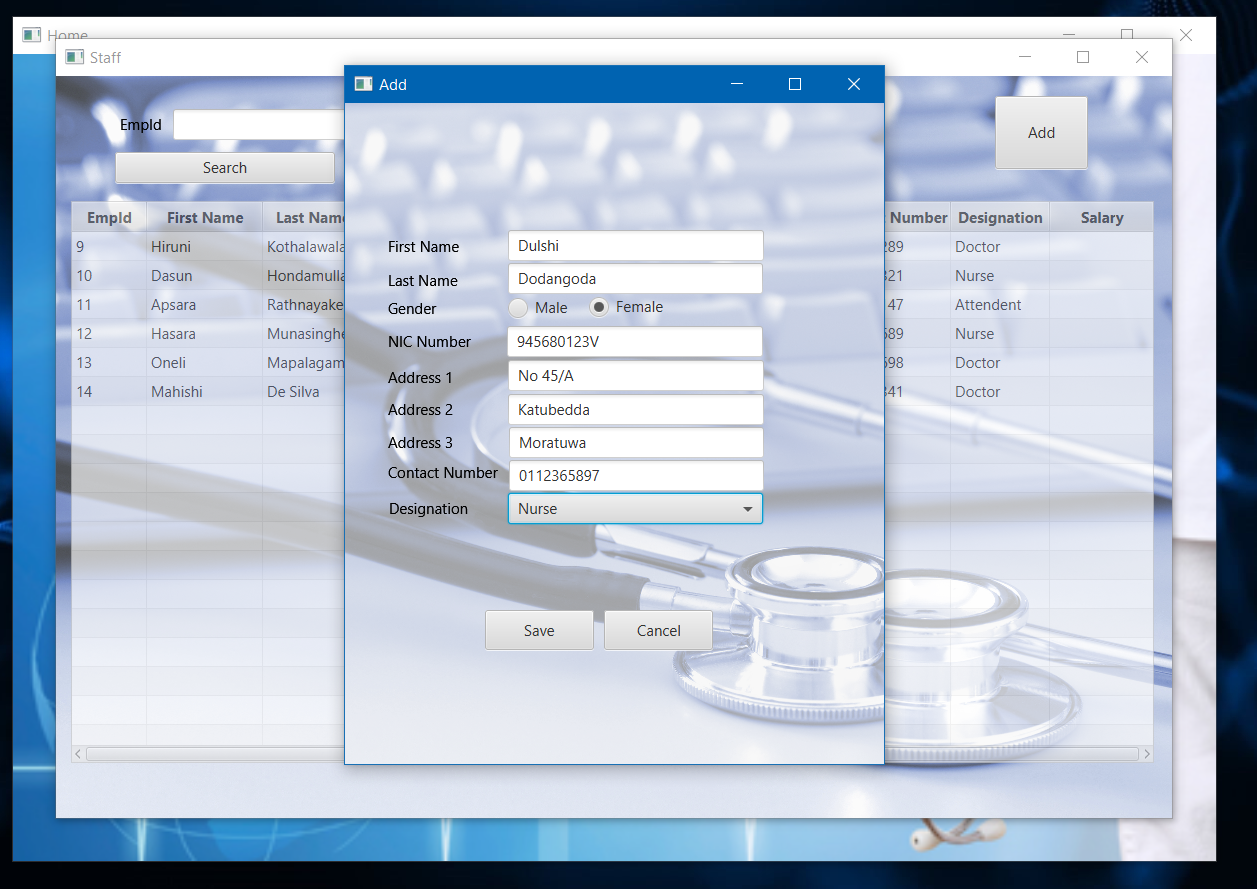 Home
Staff
Add
EmpId
Add
Search
EmpId First Name Last Name Number Designation Salary
9 Hiruni Kothalawala 289 Doctor
10 Dasun Hondamulla 321 Nurse
11 Apsara Rathnayake 47 Attendent
12 Hasara Munasinghe 589 Nurse
13 Oneli Mapalagam 598 Doctor
14 Mahishi De Silva 341 Doctor
First Name Dulshi
Last Name Dodangoda
Gender Male Female
NIC Number 945680123V
Address 1 No 45/A
Address 2 Katubedda
Address 3 Moratuwa
Contact Number 0112365897
Designation Nurse
Save Cancel